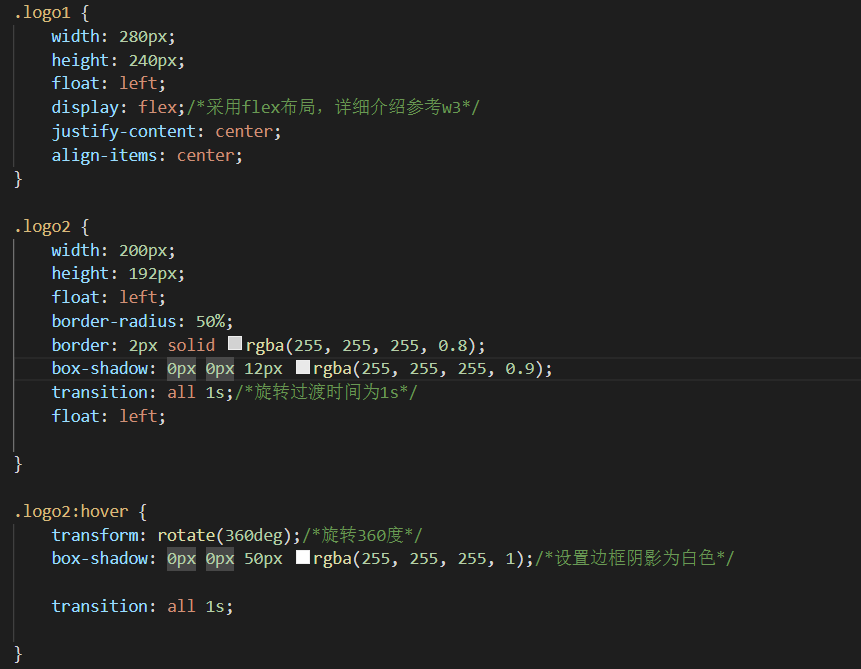 .logo1 {
    width: 280px;
    height: 240px;
    float: left;
    display: flex;/*采用flex布局，详细介绍参考w3*/
    justify-content: center;
    align-items: center;
}
.logo2 {
    width: 200px;
    height: 192px;
    float: left;
    border-radius: 50%;
    border: 2px solid rgba(255, 255, 255, 0.8);
    box-shadow: 0px 0px 12px rgba(255, 255, 255, 0.9);
    transition: all 1s;/*旋转过渡时间为1s*/
    float: left;
}
.logo2:hover {
    transform: rotate(360deg);/*旋转360度*/
    box-shadow: 0px 0px 50px rgba(255, 255, 255, 1);/*设置边框阴影为白色*/
    transition: all 1s;
}